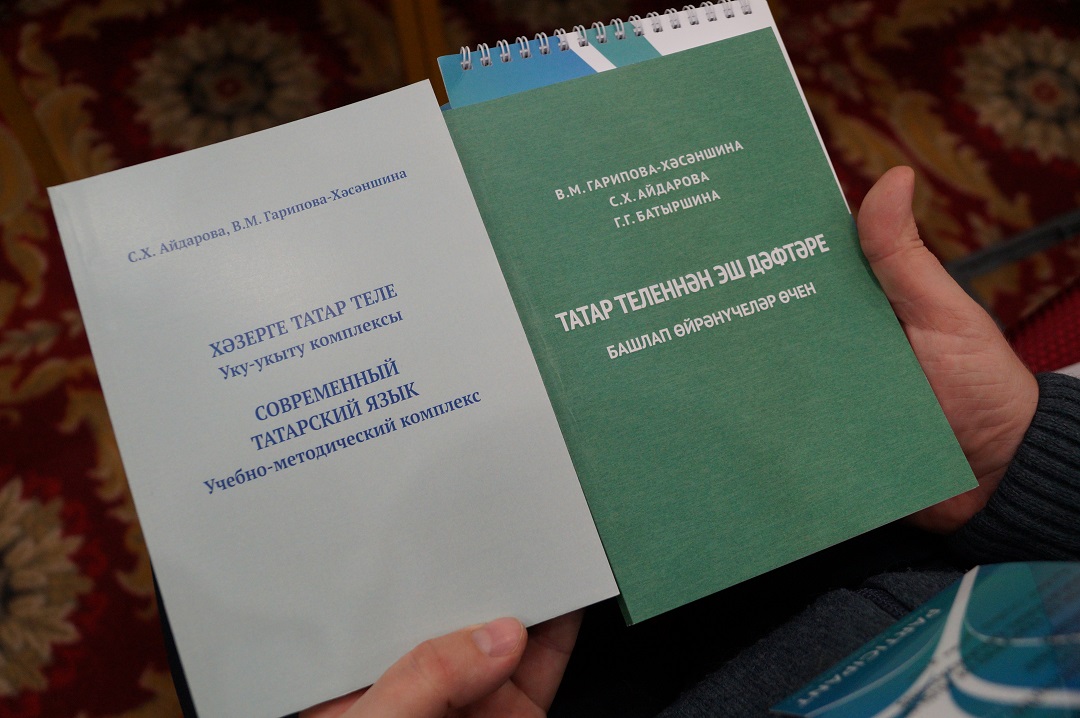 С.Х. Айдарова, В.М. Гарипова-Хәсәншина
ХӘЗЕРГЕ ТАТАР ТЕЛЕ
Уку-укыту комплексы
СОВРЕМЕННЫЙ
ТАТАРСКИЙ ЯЗЫК
Учебно-методический комплекс
В.М. ГАРИПОВА-ХӘСӘНШИНА
С.Х. АЙДАРОВА
Г.Г. БАТЫРШИНА
ТАТАР ТЕЛЕННӘН ЭШ ДӘФТӘРЕ
БАШЛАП ӨЙРӘНҮЧЕЛӘР ӨЧЕН
PARTICIPANT